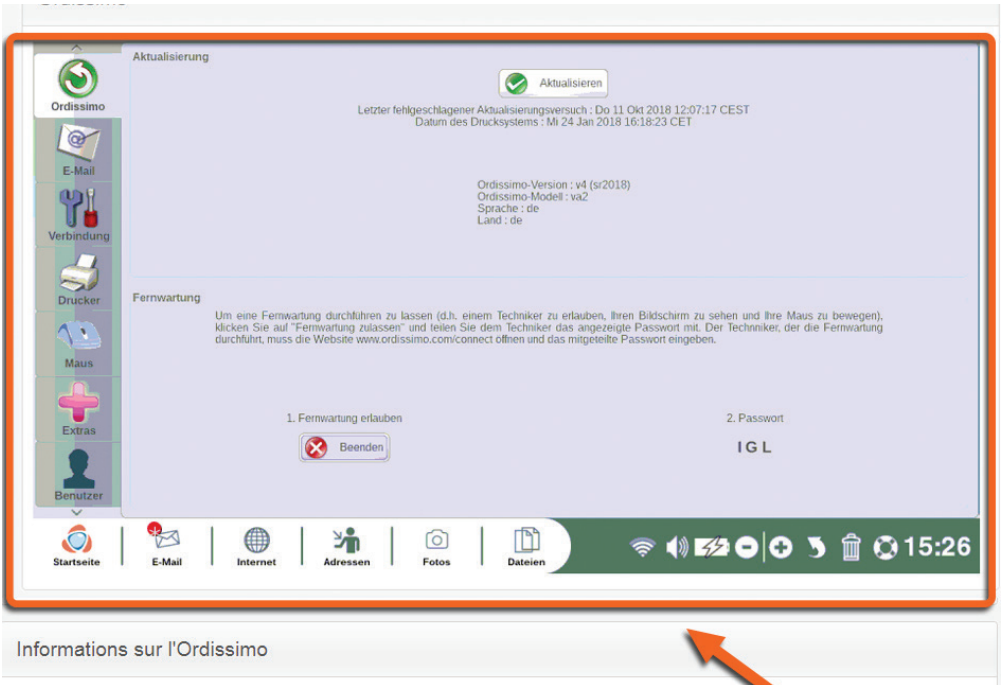 Aktualisierung
Aktualisieren
Letzter fehlgeschlagener Aktualisierungsversuch : Do 11 Okt 2018 12:07:17 CEST
Datum des Drucksystems : Mi 24 Jan 2018 16:18:23 CET
Ordissimo-Version : v4 (sr2018)
Ordissimo-Modell : va2
Sprache : de
Land : de
Ordissimo
E-Mail
Verbindung
Drucker
Maus
Extras
Benutzer
Fernwartung
Um eine Fernwartung durchführen zu lassen (d.h. einem Techniker zu erlauben, Ihren Bildschirm zu sehen und Ihre Maus zu bewegen),
klicken Sie auf "Fernwartung zulassen" und teilen Sie dem Techniker das angezeigte Passwort mit. Der Techniker, der die Fernwartung
durchführt, muss die Website www.ordissimo.com/connect öffnen und das mitgeteilte Passwort eingeben.
1. Fernwartung erlauben
2. Passwort
Beenden
I G L
Startseite
E-Mail
Internet
Adressen
Fotos
Dateien
15:26
Informations sur l'Ordissimo